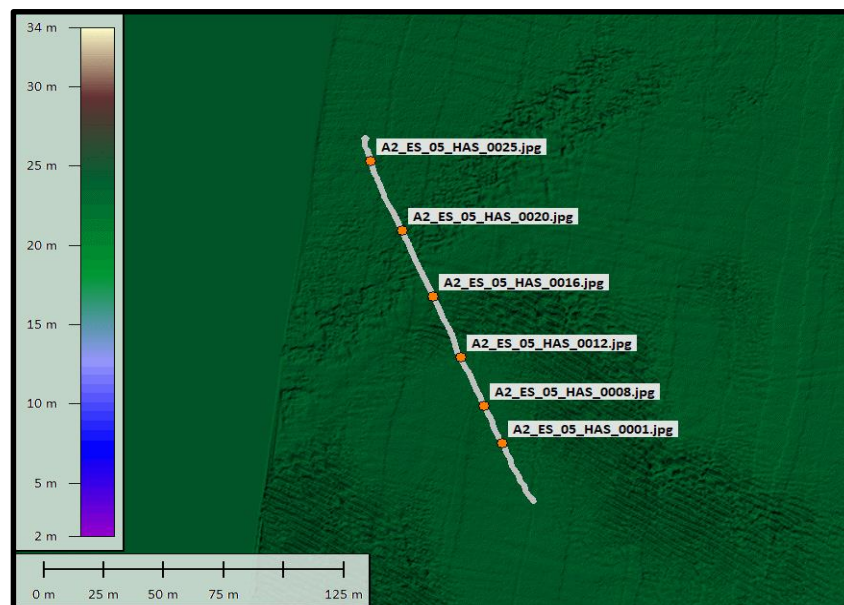 34 m
30 m
25 m
20 m
15 m
10 m
5 m
2 m
A2_ES_05_HAS_0025.jpg
A2_ES_05_HAS_0020.jpg
A2_ES_05_HAS_0016.jpg
A2_ES_05_HAS_0012.jpg
A2_ES_05_HAS_0008.jpg
A2_ES_05_HAS_0001.jpg
0 m 25 m 50 m 75 m 125 m